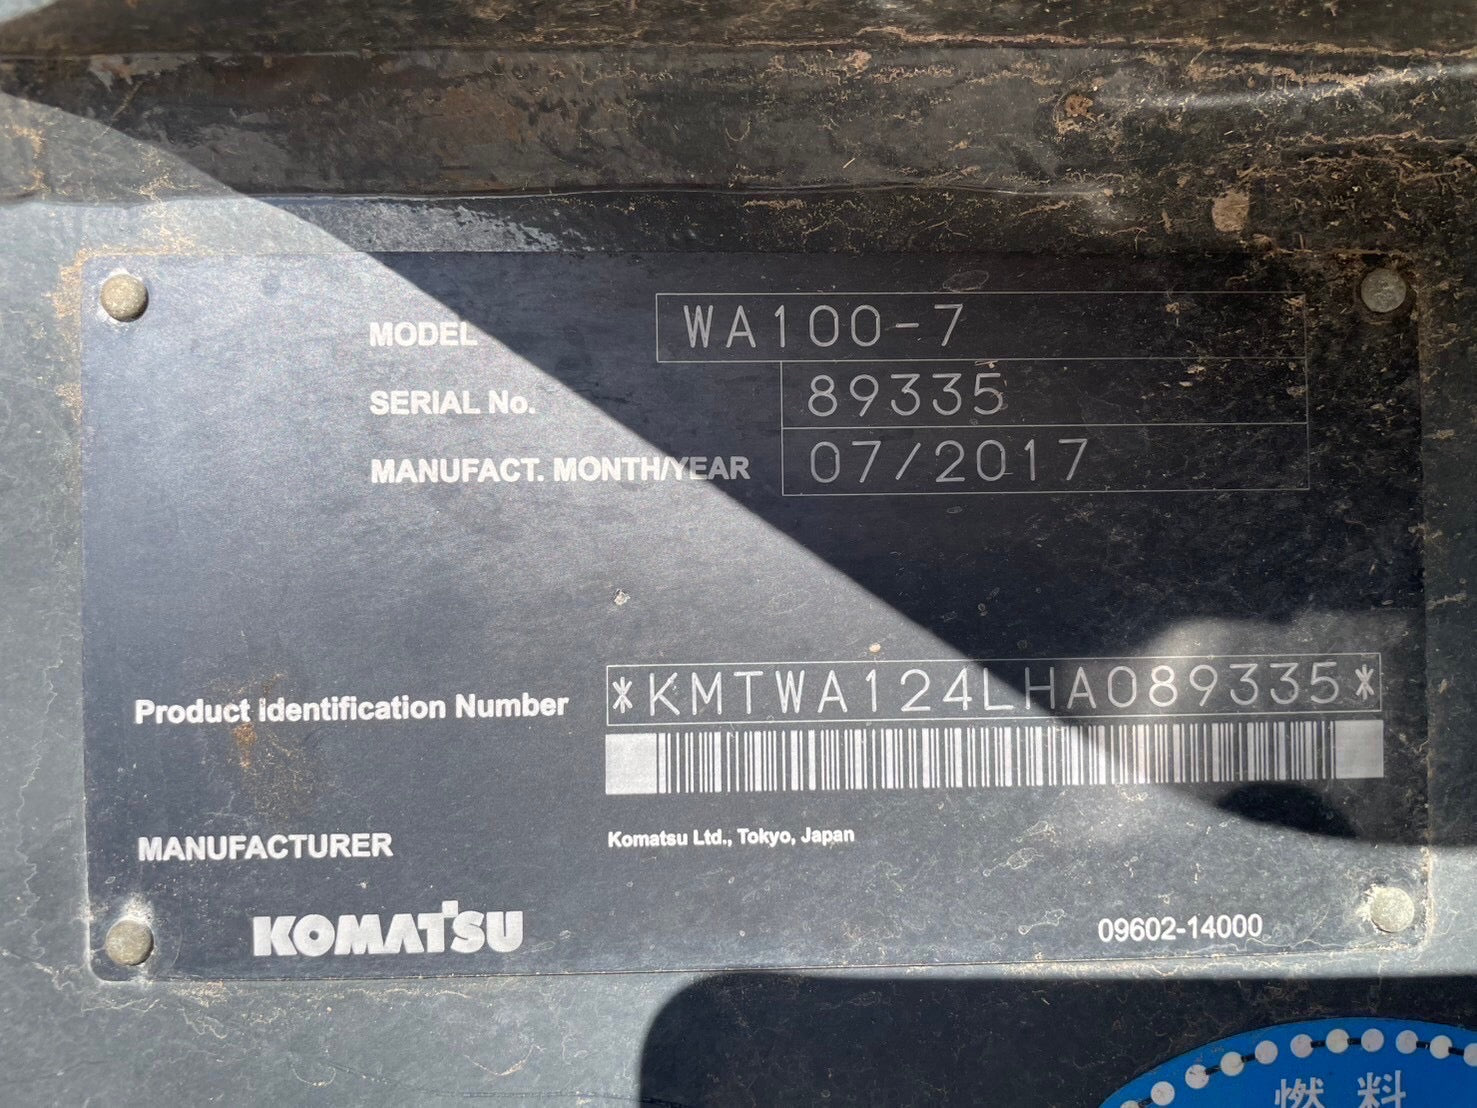 MODEL WA100-7
SERIAL No. 89335
MANUFACT. MONTH/YEAR 07/2017
Product Identification Number *KMTWA124LHA089335*
MANUFACTURER Komatsu Ltd., Tokyo, Japan
KOMATSU 09602-14000
燃料